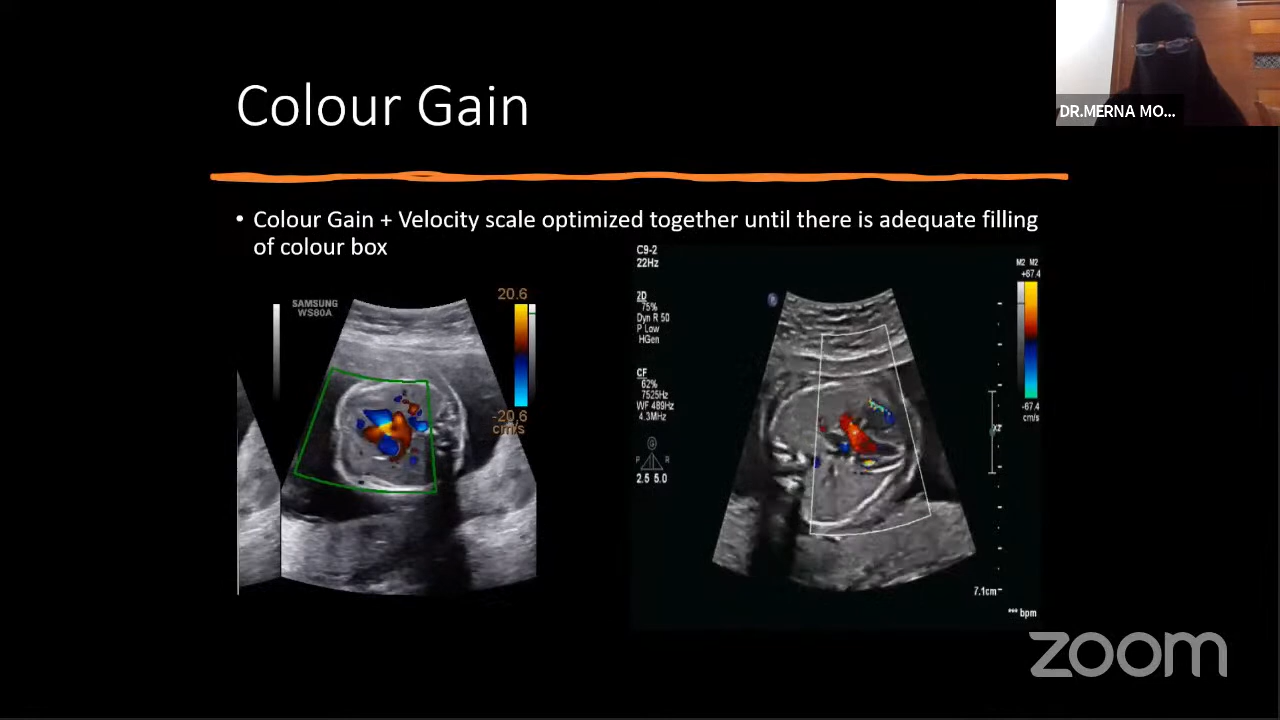 Colour Gain
DR.MERNA MO...
• Colour Gain + Velocity scale optimized together until there is adequate filling
of colour box
SAMSUNG
WS80A
20.6
-20.6
cm/s
C9-2
22Hz
2D
75%
Dyn R 50
P Low
HGen
CF
62%
7525Hz
WF 489Hz
4.3MHz
G
P R
2.5 5.0
M2 M2
+67.4
-67.4
cm/s
7.1cm
*** bpm
zoom